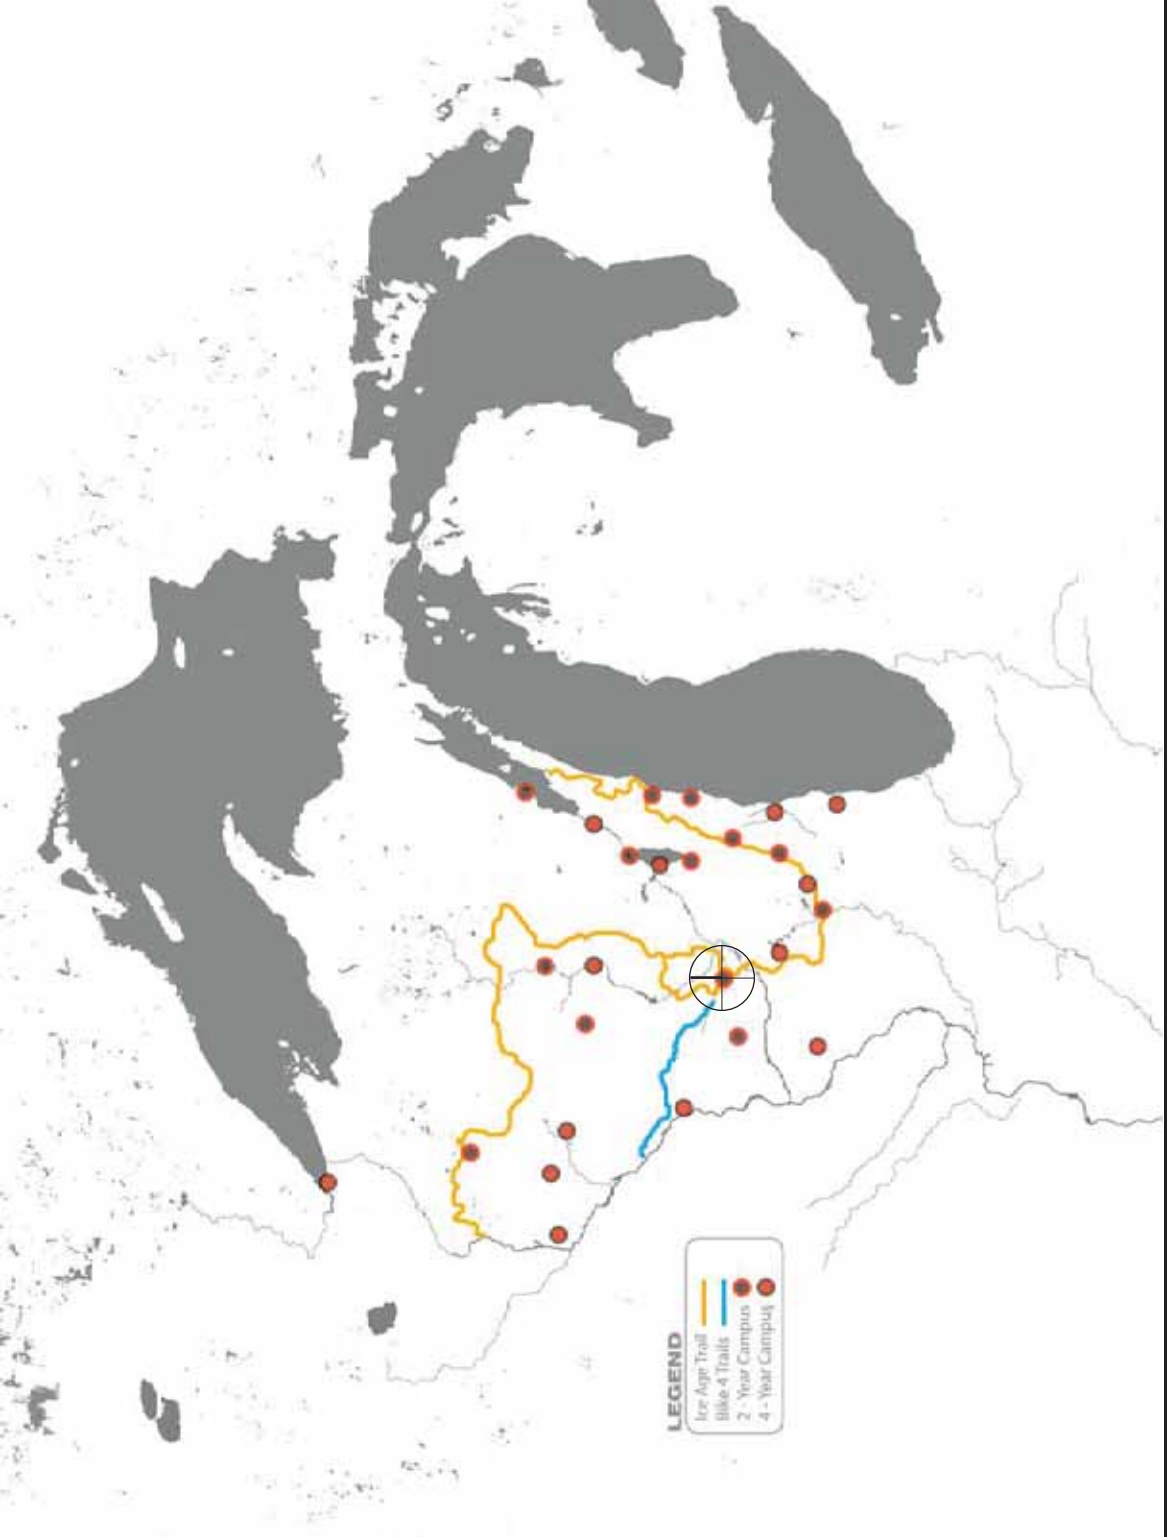 LEGEND
Ice Age Trail
Bike 4 Trails
2 - Year Campus
4 - Year Campus